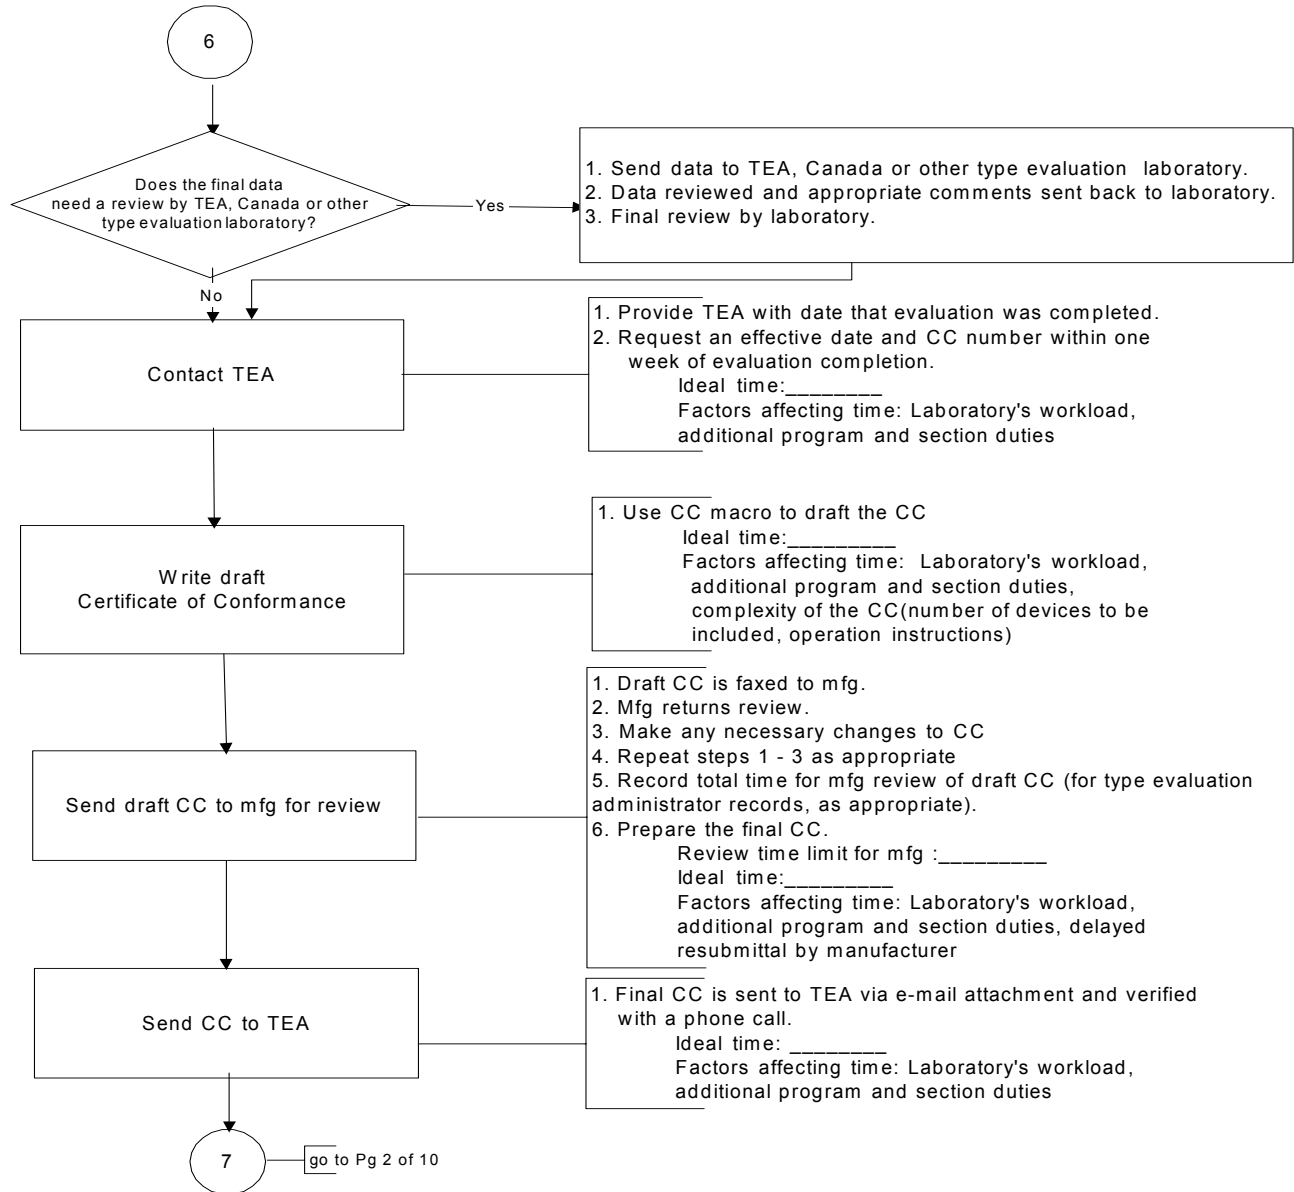 6
Does the final data
need a review by TEA, Canada or other
type evaluation laboratory?
Yes
1. Send data to TEA, Canada or other type evaluation laboratory.
2. Data reviewed and appropriate comments sent back to laboratory.
3. Final review by laboratory.
No
Contact TEA
1. Provide TEA with date that evaluation was completed.
2. Request an effective date and CC number within one
week of evaluation completion.
Ideal time:________
Factors affecting time: Laboratory's workload,
additional program and section duties
Write draft
Certificate of Conformance
1. Use CC macro to draft the CC
Ideal time:_________
Factors affecting time: Laboratory's workload,
additional program and section duties,
complexity of the CC(number of devices to be
included, operation instructions)
Send draft CC to mfg for review
1. Draft CC is faxed to mfg.
2. Mfg returns review.
3. Make any necessary changes to CC
4. Repeat steps 1 - 3 as appropriate
5. Record total time for mfg review of draft CC (for type evaluation
administrator records, as appropriate).
6. Prepare the final CC.
Review time limit for mfg :_________
Ideal time:_________
Factors affecting time: Laboratory's workload,
additional program and section duties, delayed
resubmittal by manufacturer
Send CC to TEA
1. Final CC is sent to TEA via e-mail attachment and verified
with a phone call.
Ideal time: ________
Factors affecting time: Laboratory's workload,
additional program and section duties
7
go to Pg 2 of 10